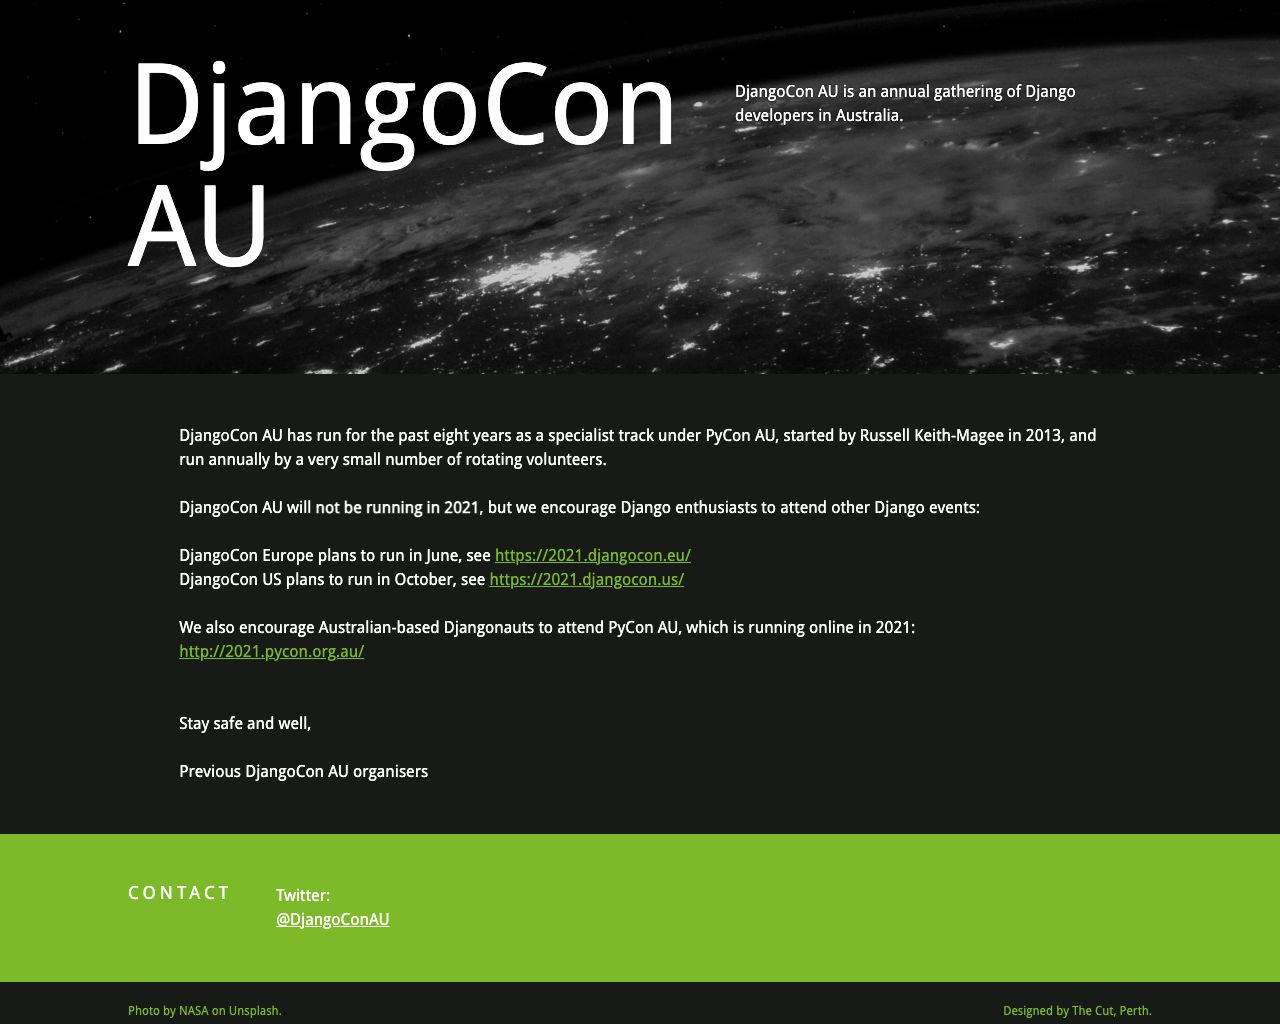 DjangoCon
AU
DjangoCon AU is an annual gathering of Django
developers in Australia.
DjangoCon AU has run for the past eight years as a specialist track under PyCon AU, started by Russell Keith-Magee in 2013, and
run annually by a very small number of rotating volunteers.
DjangoCon AU will not be running in 2021, but we encourage Django enthusiasts to attend other Django events:
DjangoCon Europe plans to run in June, see https://2021.djangocon.eu/
DjangoCon US plans to run in October, see https://2021.djangocon.us/
We also encourage Australian-based Djangonauts to attend PyCon AU, which is running online in 2021:
http://2021.pycon.org.au/
Stay safe and well,
Previous DjangoCon AU organisers
CONTACT
Twitter:
@DjangoConAU
Photo by NASA on Unsplash.
Designed by The Cut, Perth.